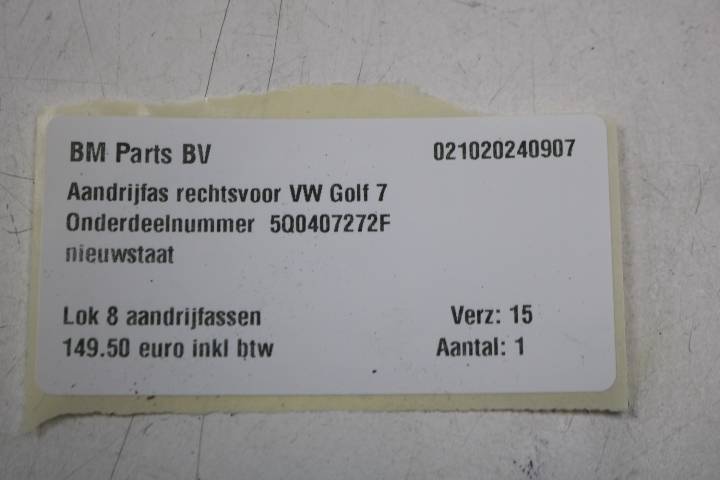 BM Parts BV 021020240907
Aandrijfas rechtsvoor VW Golf 7
Onderdeelnummer 5Q0407272F
nieuwstaat
Lok 8 aandrijfassen Verz: 15
149.50 euro inkl btw Aantal: 1